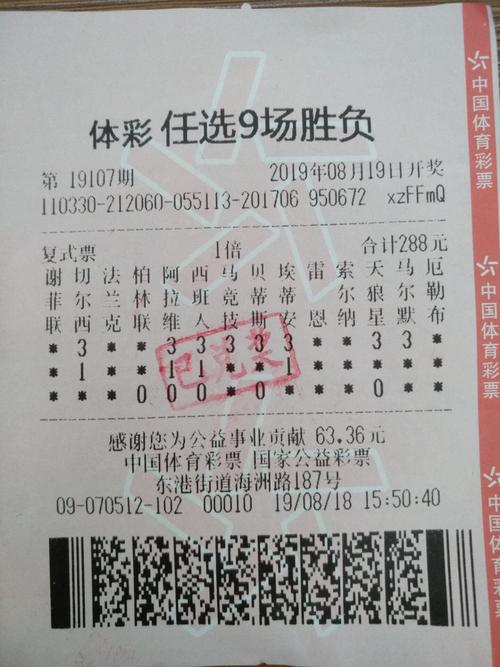 体彩 任选9场胜负
第 19107期 2019年08月19日开奖
110330-212060-055113-201706 950672 xzFFmQ
复式票 1倍 合计288元
谢 切 法 柏 阿 西 马 贝 埃 雷 索 天 马 厄
菲 尔 兰 林 拉 班 竞 蒂 蒂 尔 狼 尔 勒
联 西 克 联 维 人 技 斯 安 恩 纳 星 默 布
* 3 * * 3 3 3 3 3 * * 3 3 *
* 1 * * 1 1 * * 1 * * * * *
* * * 0 0 0 * 0 * * * 0 * *
已兑奖
感谢您为公益事业贡献 63.36元
中国体育彩票 国家公益彩票
东港街道海洲路187号
09-070512-102 00010 19/08/18 15:50:40
中国体育彩票
中国体育彩票
中国体育彩票